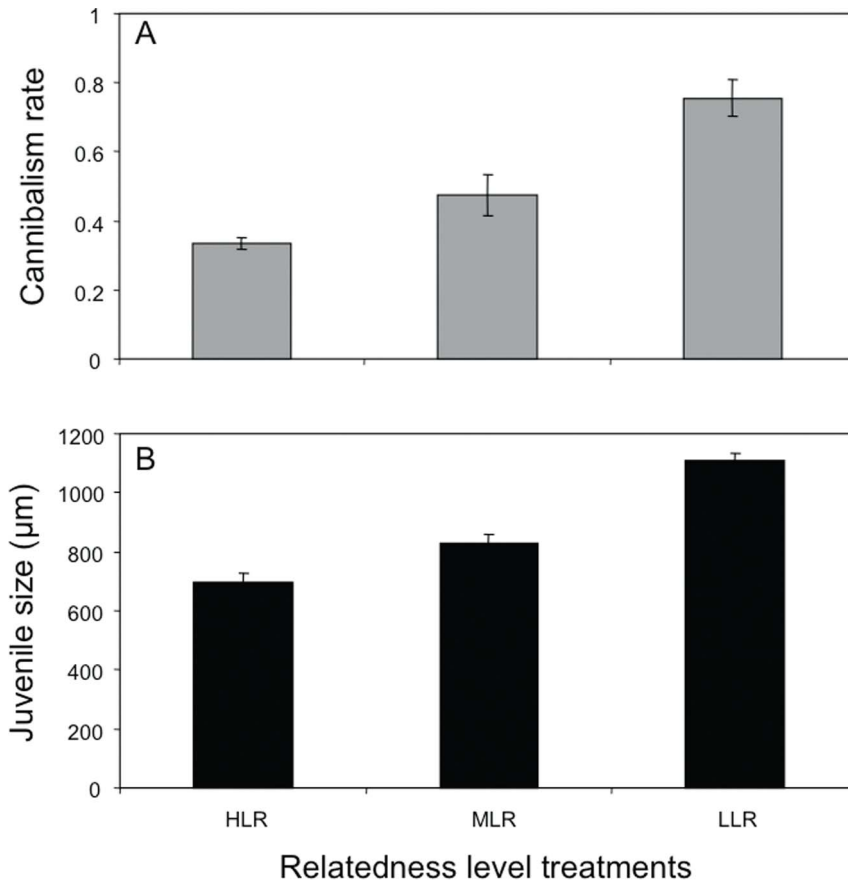 A
Cannibalism rate
1
0.8
0.6
0.4
0.2
0
B
Juvenile size (µm)
1200
1000
800
600
400
200
0
HLR MLR LLR
Relatedness level treatments